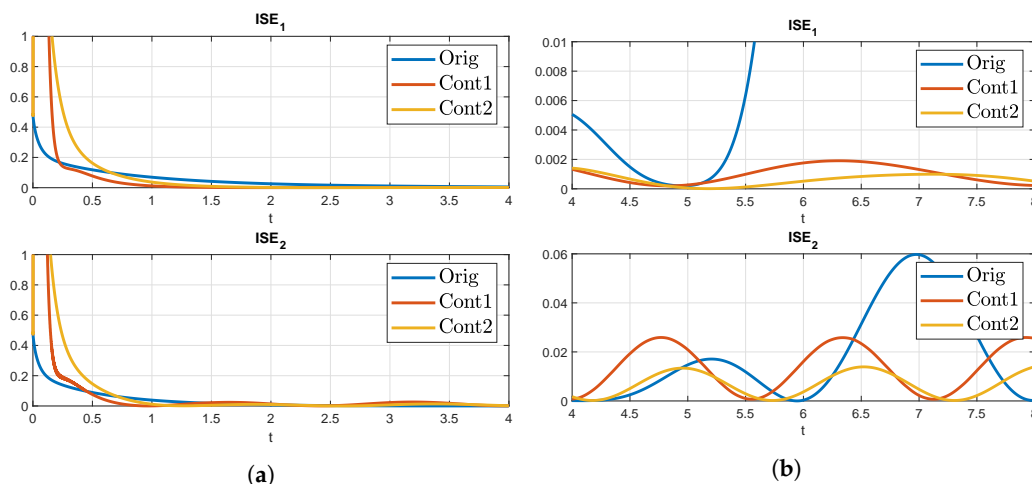 ISE1
1
0.8
0.6
0.4
0.2
0
0 0.5 1 1.5 2 2.5 3 3.5 4
t
Orig
Cont1
Cont2
ISE2
1
0.8
0.6
0.4
0.2
0
0 0.5 1 1.5 2 2.5 3 3.5 4
t
Orig
Cont1
Cont2
(a)
ISE1
0.01
0.008
0.006
0.004
0.002
0
4 4.5 5 5.5 6 6.5 7 7.5 8
t
Orig
Cont1
Cont2
ISE2
0.06
0.04
0.02
0
4 4.5 5 5.5 6 6.5 7 7.5 8
t
Orig
Cont1
Cont2
(b)